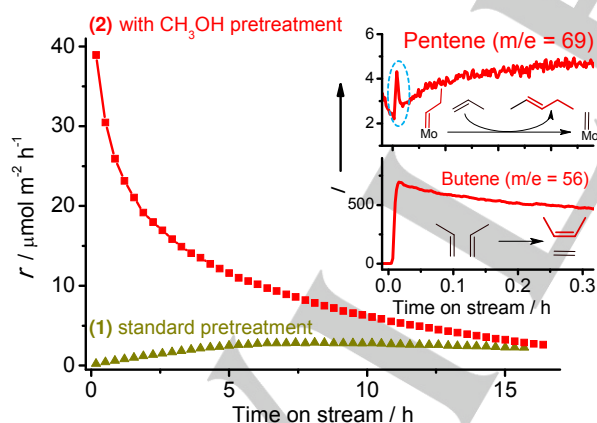 (2) with CH₃OH pretreatment
(1) standard pretreatment
r / μmol m⁻² h⁻¹
40
30
20
10
0
0
5
10
15
Time on stream / h
Pentene (m/e = 69)
6
4
2
Mo
Mo
I
Butene (m/e = 56)
500
0
0.0
0.1
0.2
0.3
Time on stream / h